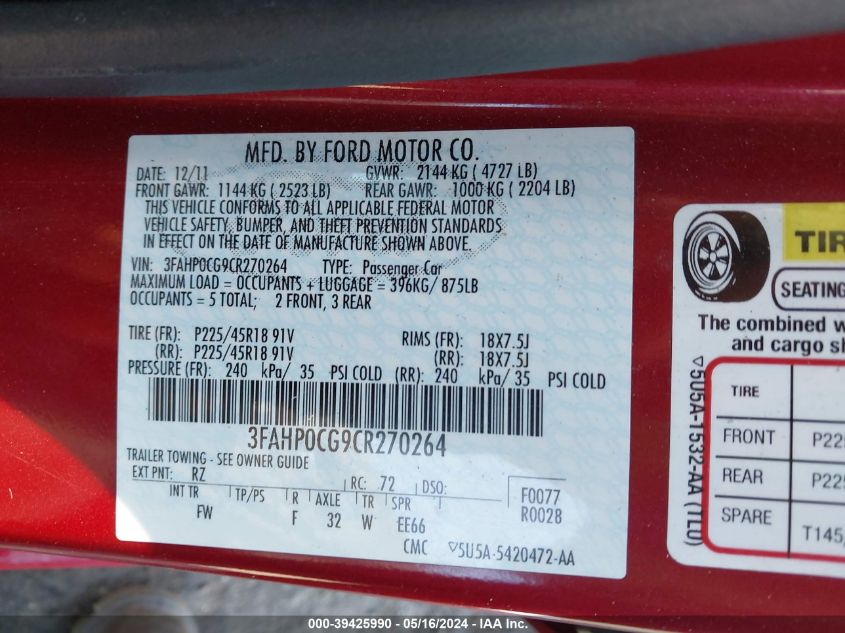 MFD. BY FORD MOTOR CO.
DATE: 12/11 GVWR: 2144 KG ( 4727 LB)
FRONT GAWR: 1144 KG ( 2523 LB) REAR GAWR: 1000 KG ( 2204 LB)
THIS VEHICLE CONFORMS TO ALL APPLICABLE FEDERAL MOTOR
VEHICLE SAFETY, BUMPER, AND THEFT PREVENTION STANDARDS
IN EFFECT ON THE DATE OF MANUFACTURE SHOWN ABOVE.
VIN: 3FAHP0CG9CR270264 TYPE: Passenger Car
MAXIMUM LOAD = OCCUPANTS + LUGGAGE = 396KG/ 875LB
OCCUPANTS = 5 TOTAL; 2 FRONT, 3 REAR
TIRE (FR): P225/45R18 91V RIMS (FR): 18X7.5J
(RR): P225/45R18 91V (RR): 18X7.5J
PRESSURE (FR): 240 kPa/ 35 PSI COLD (RR): 240 kPa/ 35 PSI COLD
3FAHP0CG9CR270264
TRAILER TOWING - SEE OWNER GUIDE
EXT PNT: RZ RC: 72 DSO: F0077
INT TR TP/PS R AXLE TR SPR R0028
FW F 32 W EE66
CMC ▽5U5A-5420472-AA
TIR
SEATING
The combined w
and cargo sh
▽5U5A-1532-AA (TLU)
TIRE
FRONT P225
REAR P225
SPARE T145
000-39425990 - 05/16/2024 - IAAI.COM